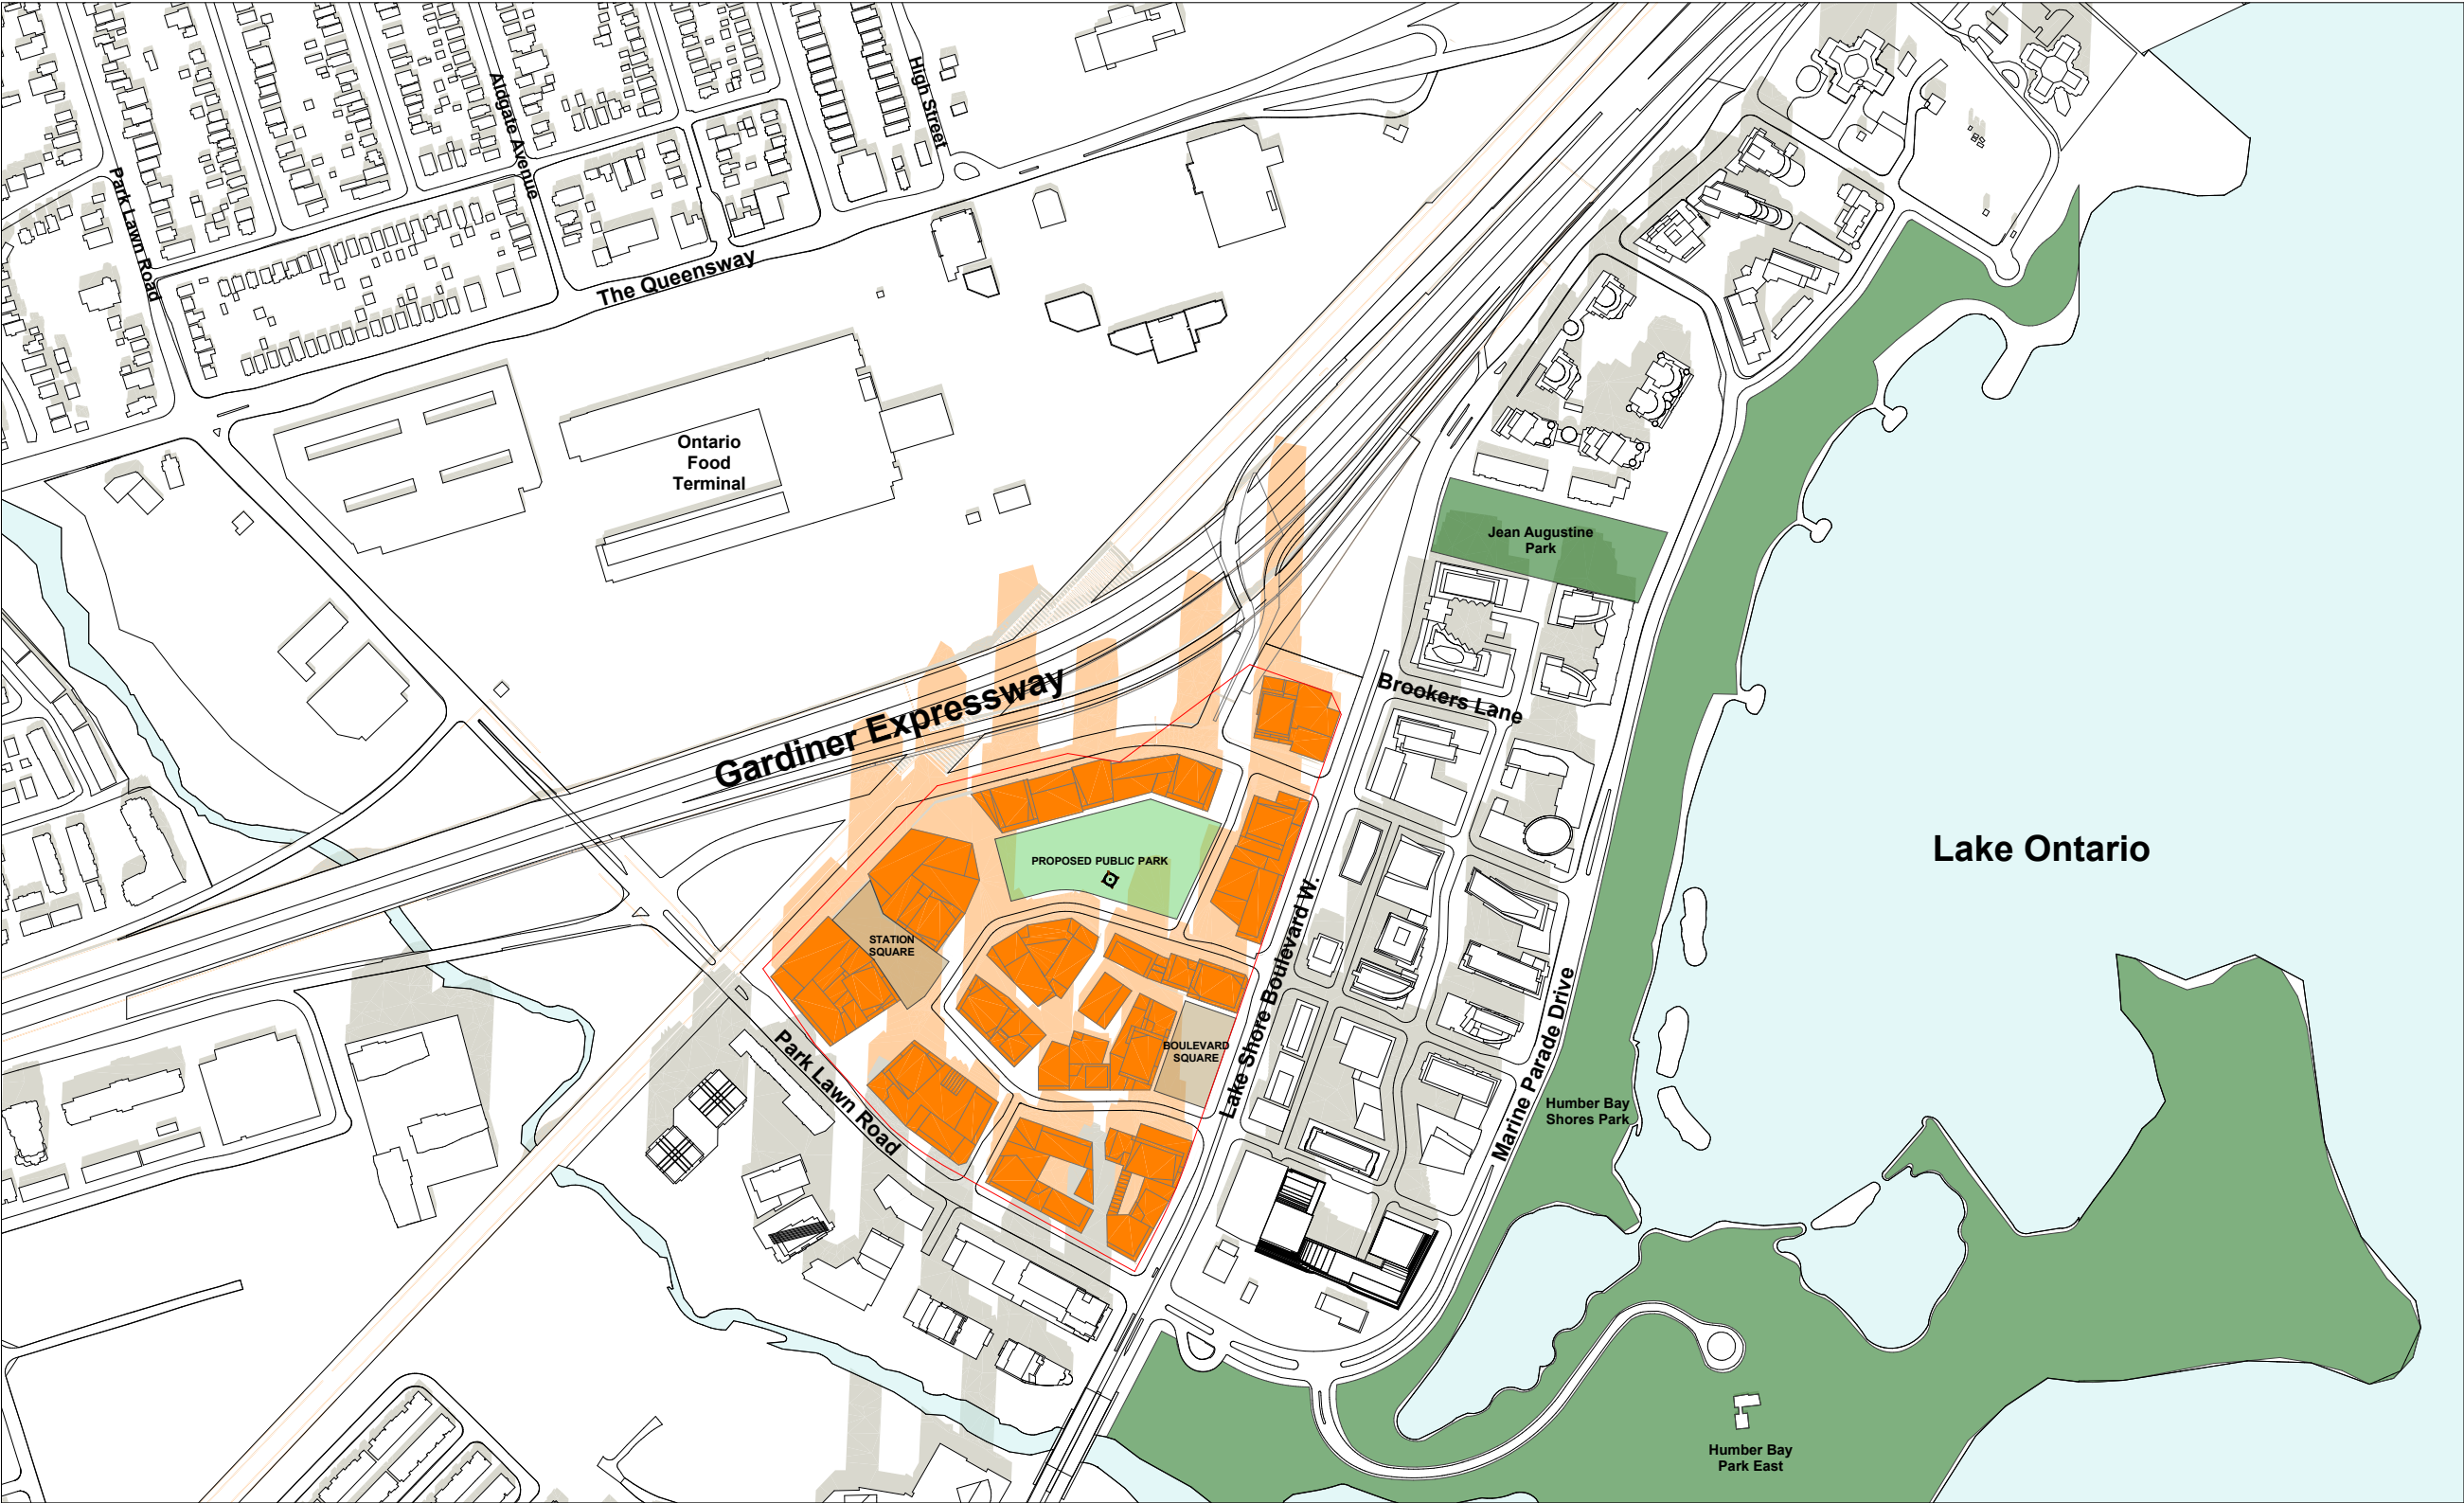 High Street
Aldgate Avenue
Park Lawn Road
The Queensway
Ontario
Food
Terminal
Jean Augustine
Park
Gardiner Expressway
Brookers Lane
PROPOSED PUBLIC PARK
Lake Ontario
STATION
SQUARE
Lake Shore Boulevard W.
BOULEVARD
SQUARE
Park Lawn Road
Marine Parade Drive
Humber Bay
Shores Park
Humber Bay
Park East